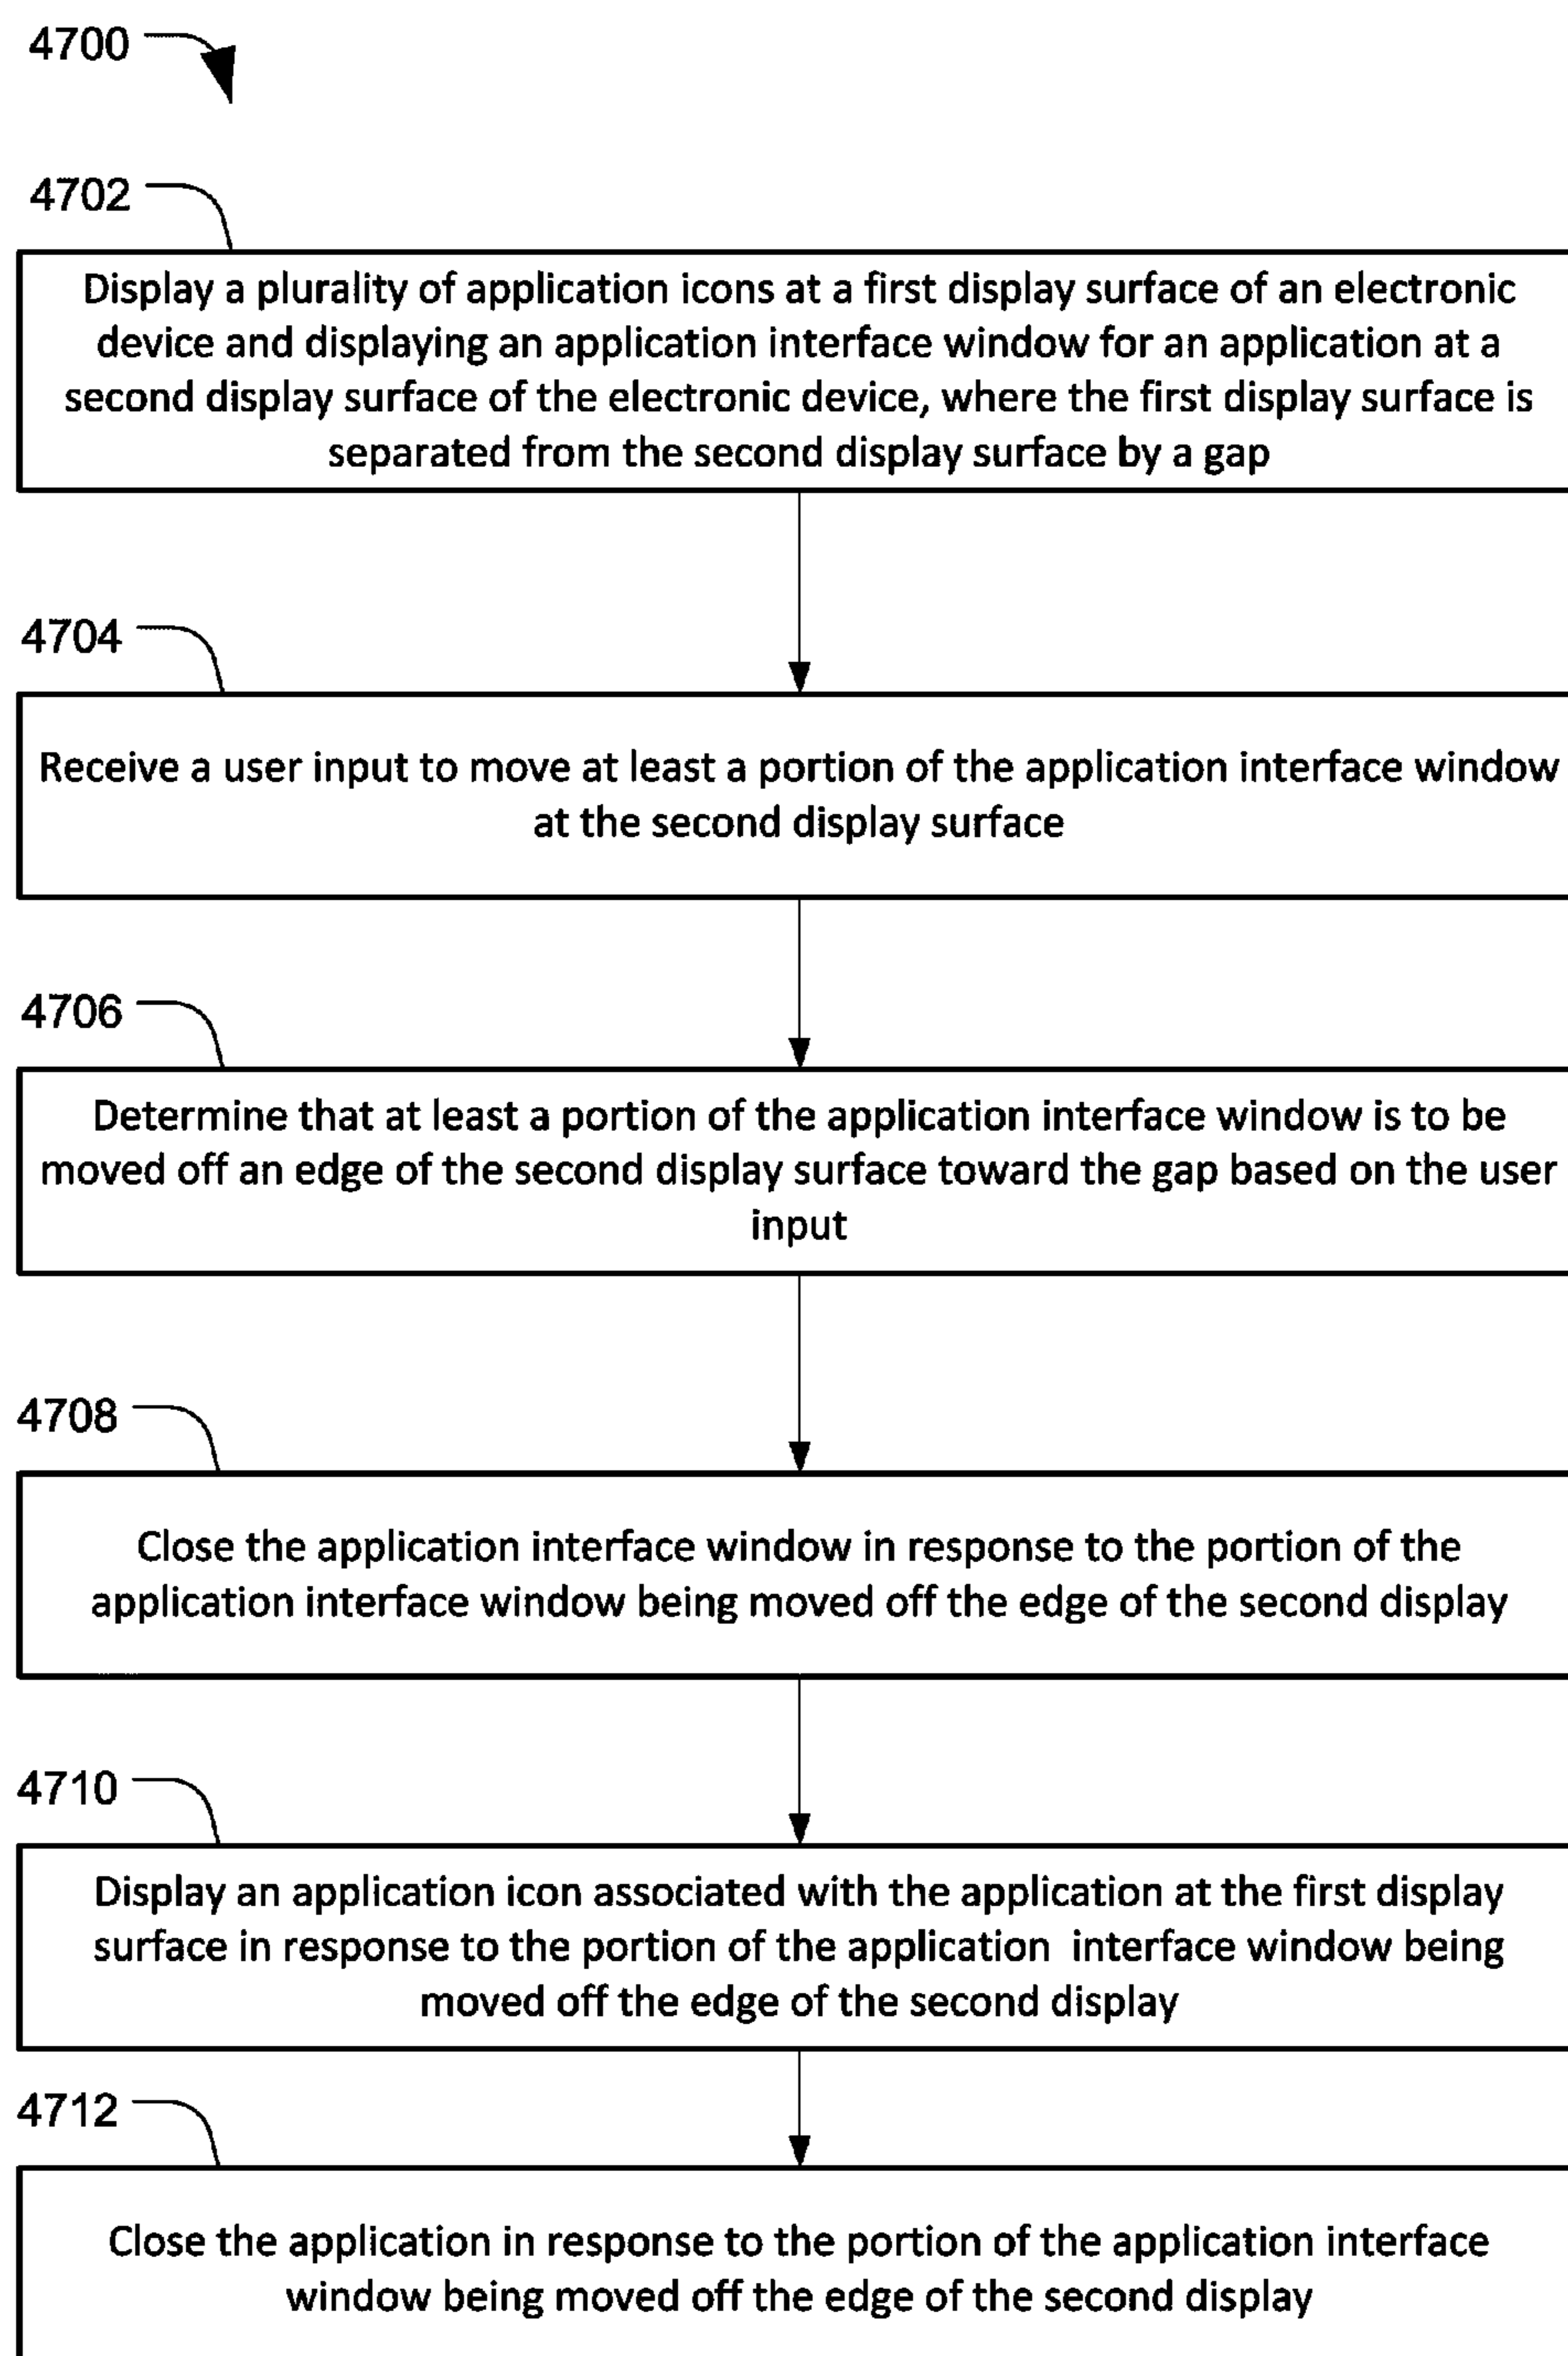 4700
4702
Display a plurality of application icons at a first display surface of an electronic
device and displaying an application interface window for an application at a
second display surface of the electronic device, where the first display surface is
separated from the second display surface by a gap
4704
Receive a user input to move at least a portion of the application interface window
at the second display surface
4706
Determine that at least a portion of the application interface window is to be
moved off an edge of the second display surface toward the gap based on the user
input
4708
Close the application interface window in response to the portion of the
application interface window being moved off the edge of the second display
4710
Display an application icon associated with the application at the first display
surface in response to the portion of the application interface window being
moved off the edge of the second display
4712
Close the application in response to the portion of the application interface
window being moved off the edge of the second display